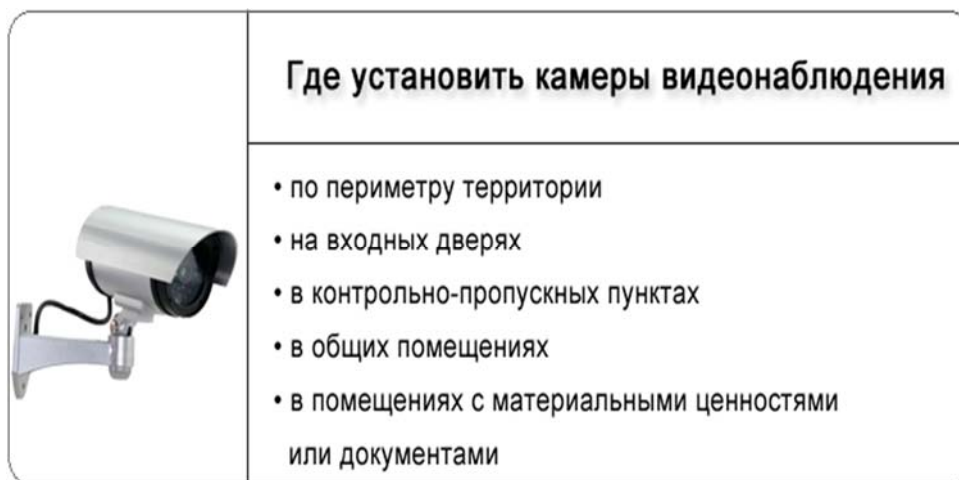 Где установить камеры видеонаблюдения
• по периметру территории
• на входных дверях
• в контрольно-пропускных пунктах
• в общих помещениях
• в помещениях с материальными ценностями
или документами